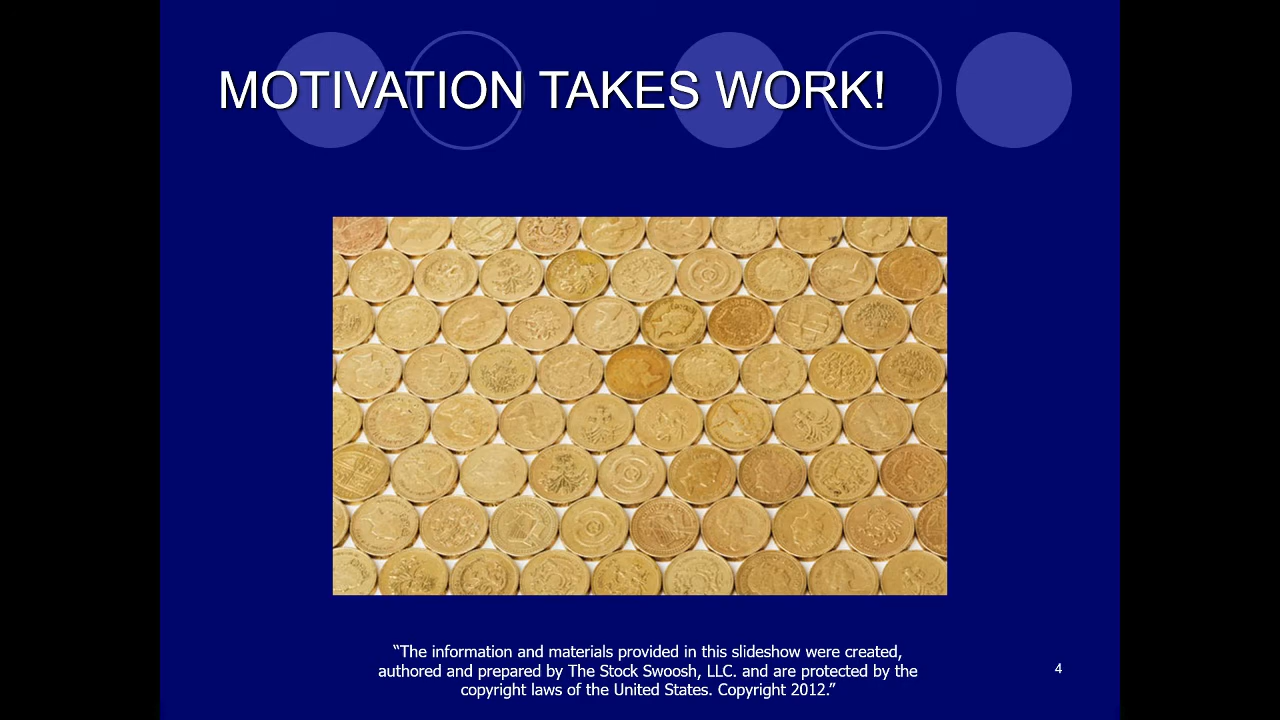 MOTIVATION TAKES WORK!
“The information and materials provided in this slideshow were created,
authored and prepared by The Stock Swoosh, LLC. and are protected by the
copyright laws of the United States. Copyright 2012.”
4